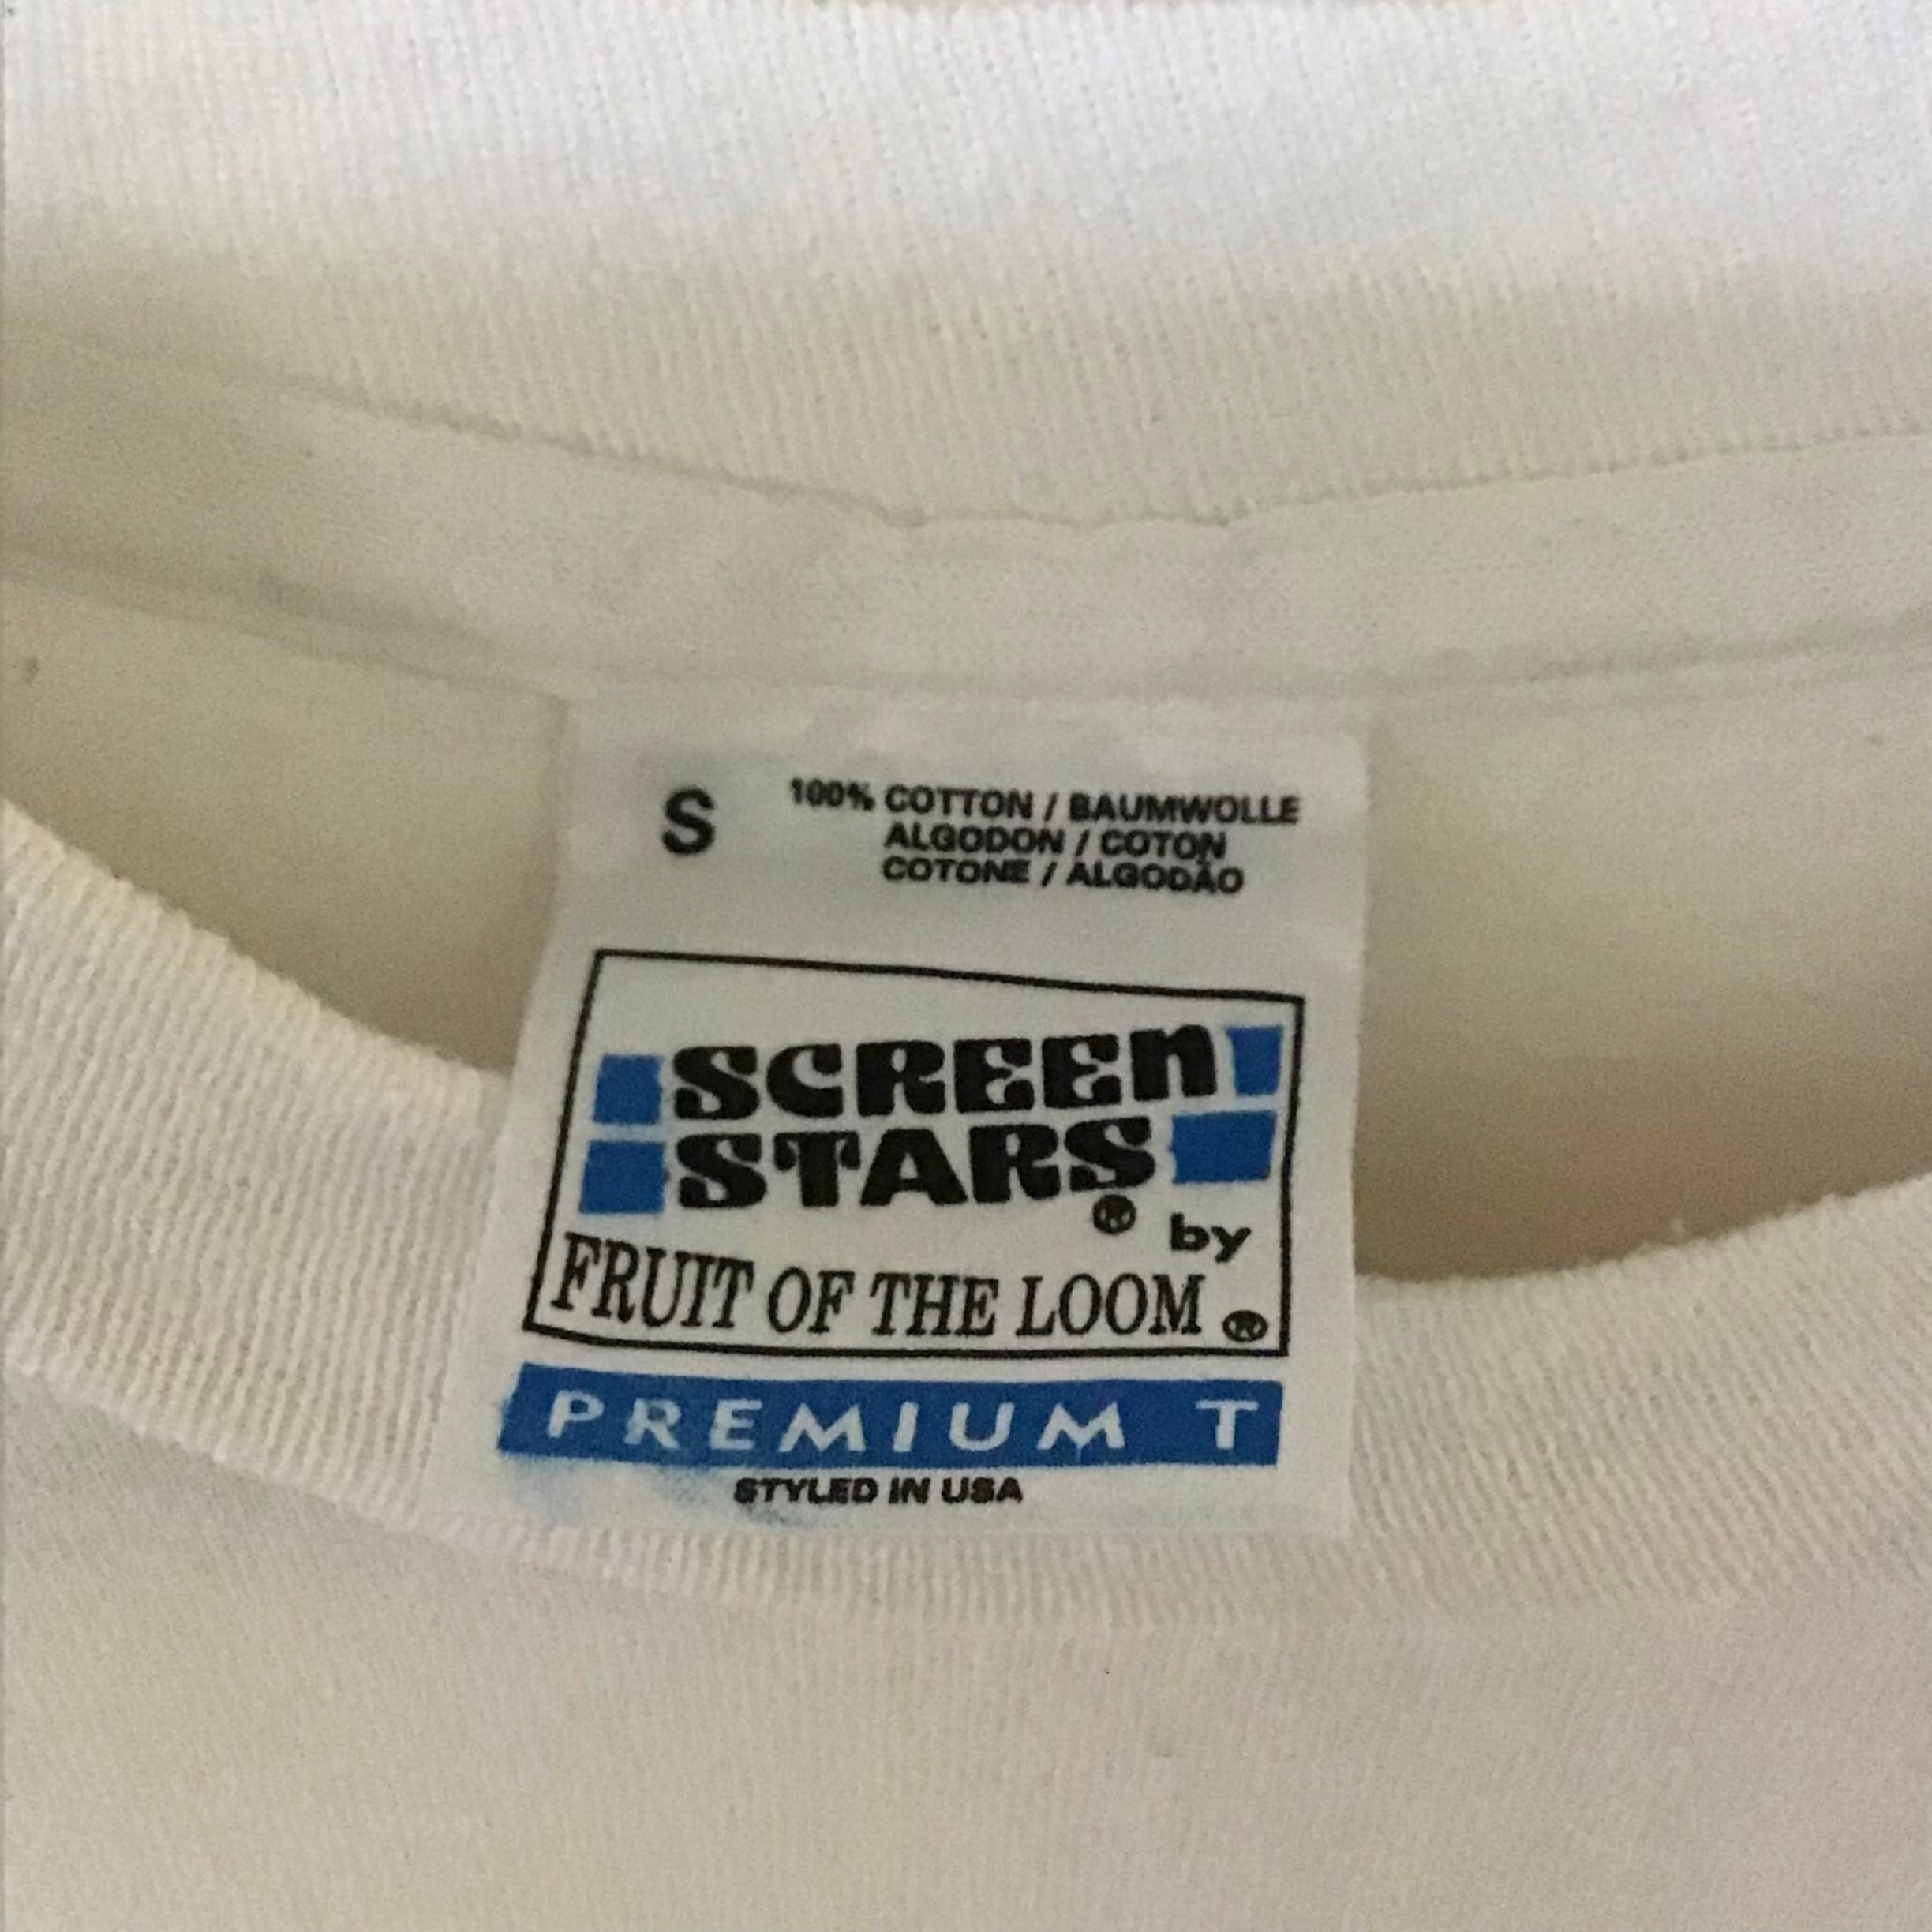 S
100% COTTON / BAUMWOLLE
ALGODON / COTON
COTONE / ALGODÃO
SCREEn
STARS® by
FRUIT OF THE LOOM®
PREMIUM T
STYLED IN USA